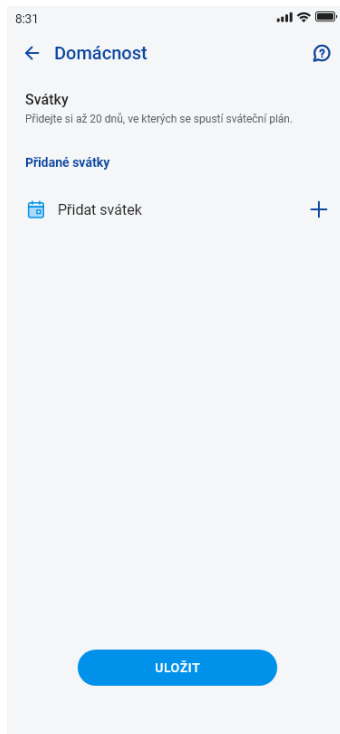 8:31
Domácnost
Svátky
Přidejte si až 20 dnů, ve kterých se spustí sváteční plán.
Přidané svátky
Přidat svátek
ULOŽIT